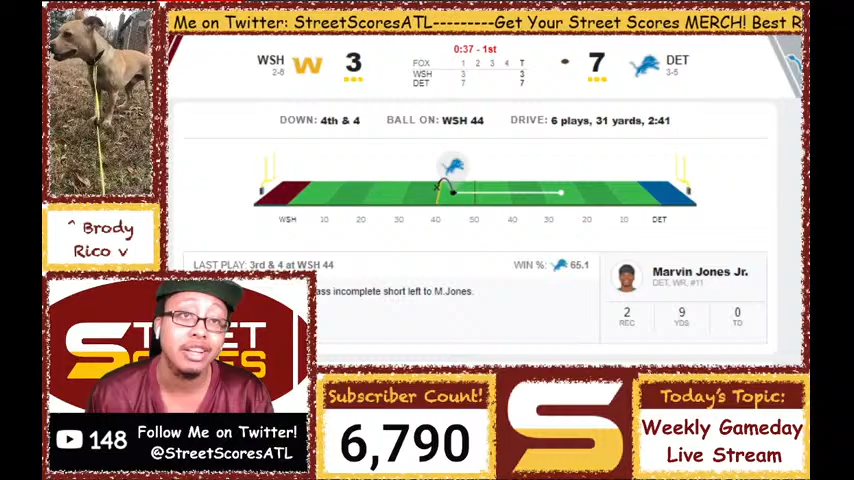 Me on Twitter: StreetScoresATL---------Get Your Street Scores MERCH! Best R
WSH
2-6
3
0:37 - 1st
FOX 1 2 3 4 T
WSH 3 3
DET 7 7
7
DET
3-5
DOWN: 4th & 4 BALL ON: WSH 44 DRIVE: 6 plays, 31 yards, 2:41
WSH 10 20 30 40 50 40 30 20 10 DET
^ Brody
Rico v
LAST PLAY: 3rd & 4 at WSH 44
WIN %: 65.1
ass incomplete short left to M.Jones.
Marvin Jones Jr.
DET, WR, #11
2 9 0
REC YDS TD
STREET
SCORES
148
Follow Me on Twitter!
@StreetScoresATL
Subscriber Count!
6,790
Today's Topic:
Weekly Gameday
Live Stream